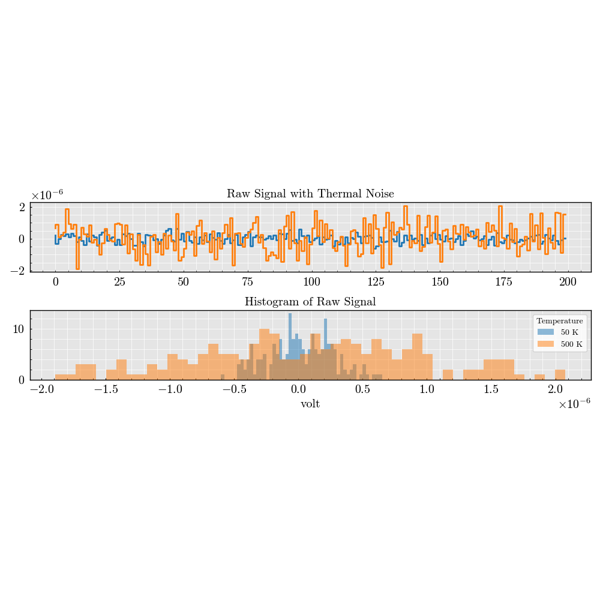 Raw Signal with Thermal Noise
×10⁻⁶
2
0
−2
0 25 50 75 100 125 150 175 200
Histogram of Raw Signal
10
0
Temperature
50 K
500 K
−2.0 −1.5 −1.0 −0.5 0.0 0.5 1.0 1.5 2.0
volt
×10⁻⁶